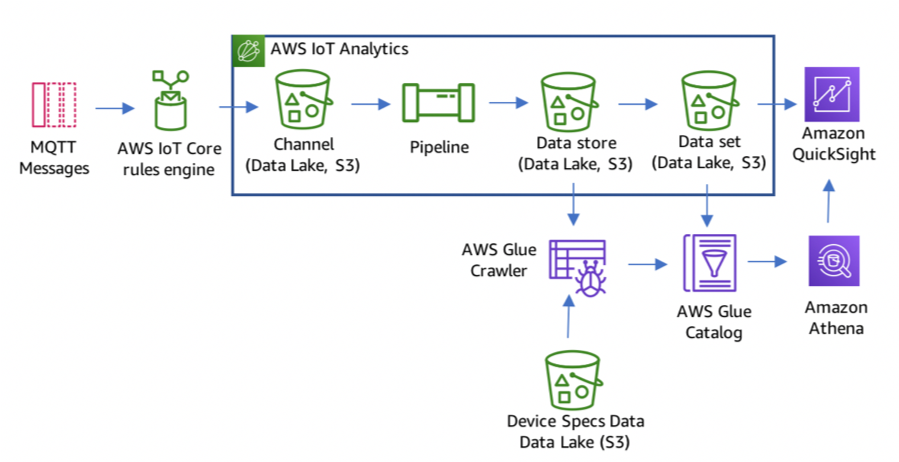 AWS IoT Analytics
MQTT
Messages
AWS IoT Core
rules engine
Channel
(Data Lake, S3)
Pipeline
Data store
(Data Lake, S3)
Data set
(Data Lake, S3)
Amazon
QuickSight
AWS Glue
Crawler
AWS Glue
Catalog
Amazon
Athena
Device Specs Data
Data Lake (S3)